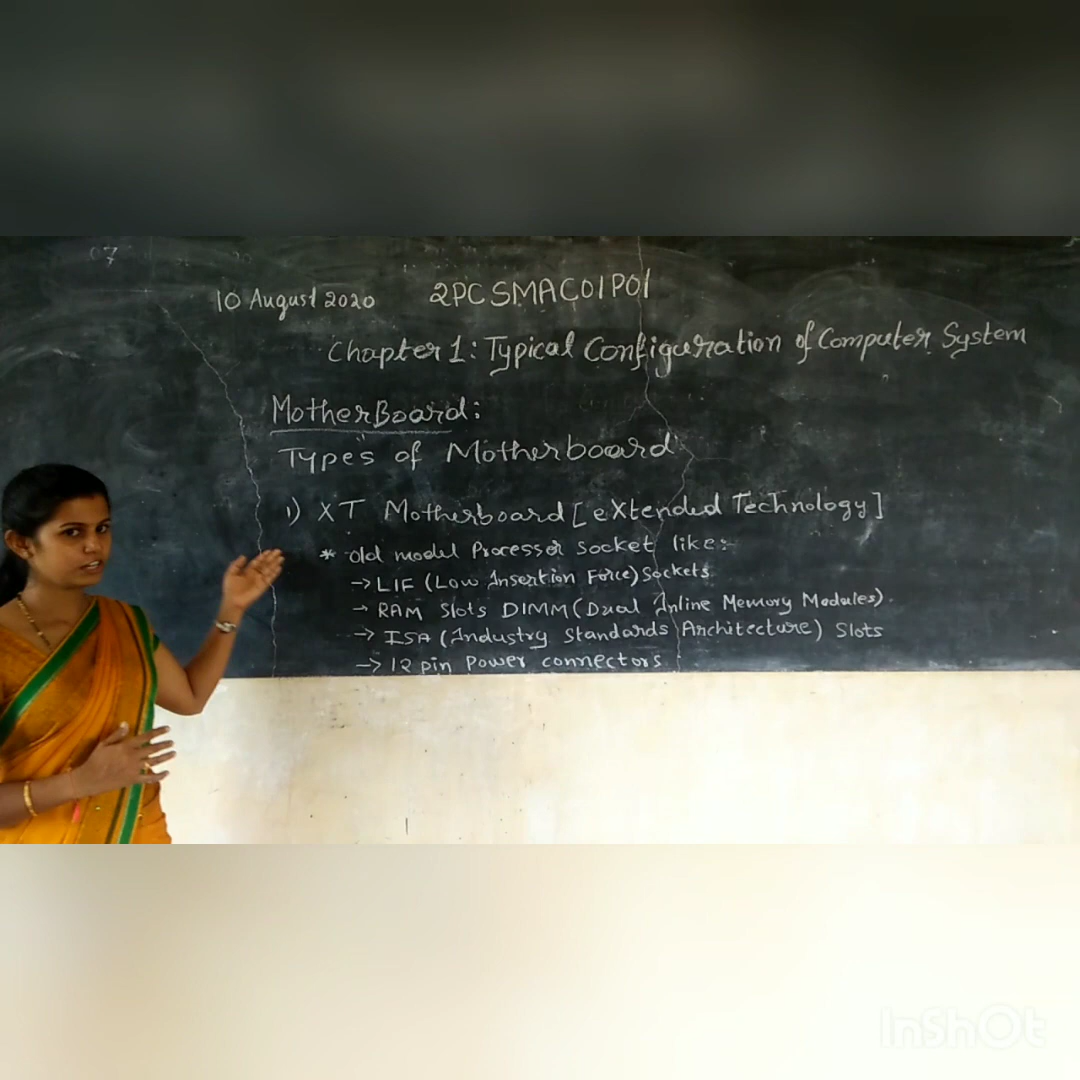 07
10 August 2020 2PCSMAC01P01
Chapter 1: Typical Configuration of Computer System
MotherBoard:
Types of Motherboard
1) XT Motherboard [eXtended Technology]
* old model Processor Socket like:-
→ LIF (Low Insertion Force) Sockets
→ RAM Slots DIMM (Dual Inline Memory Modules).
→ ISA (Industry Standards Architecture) Slots
→ 12 pin Power connectors
InShOt